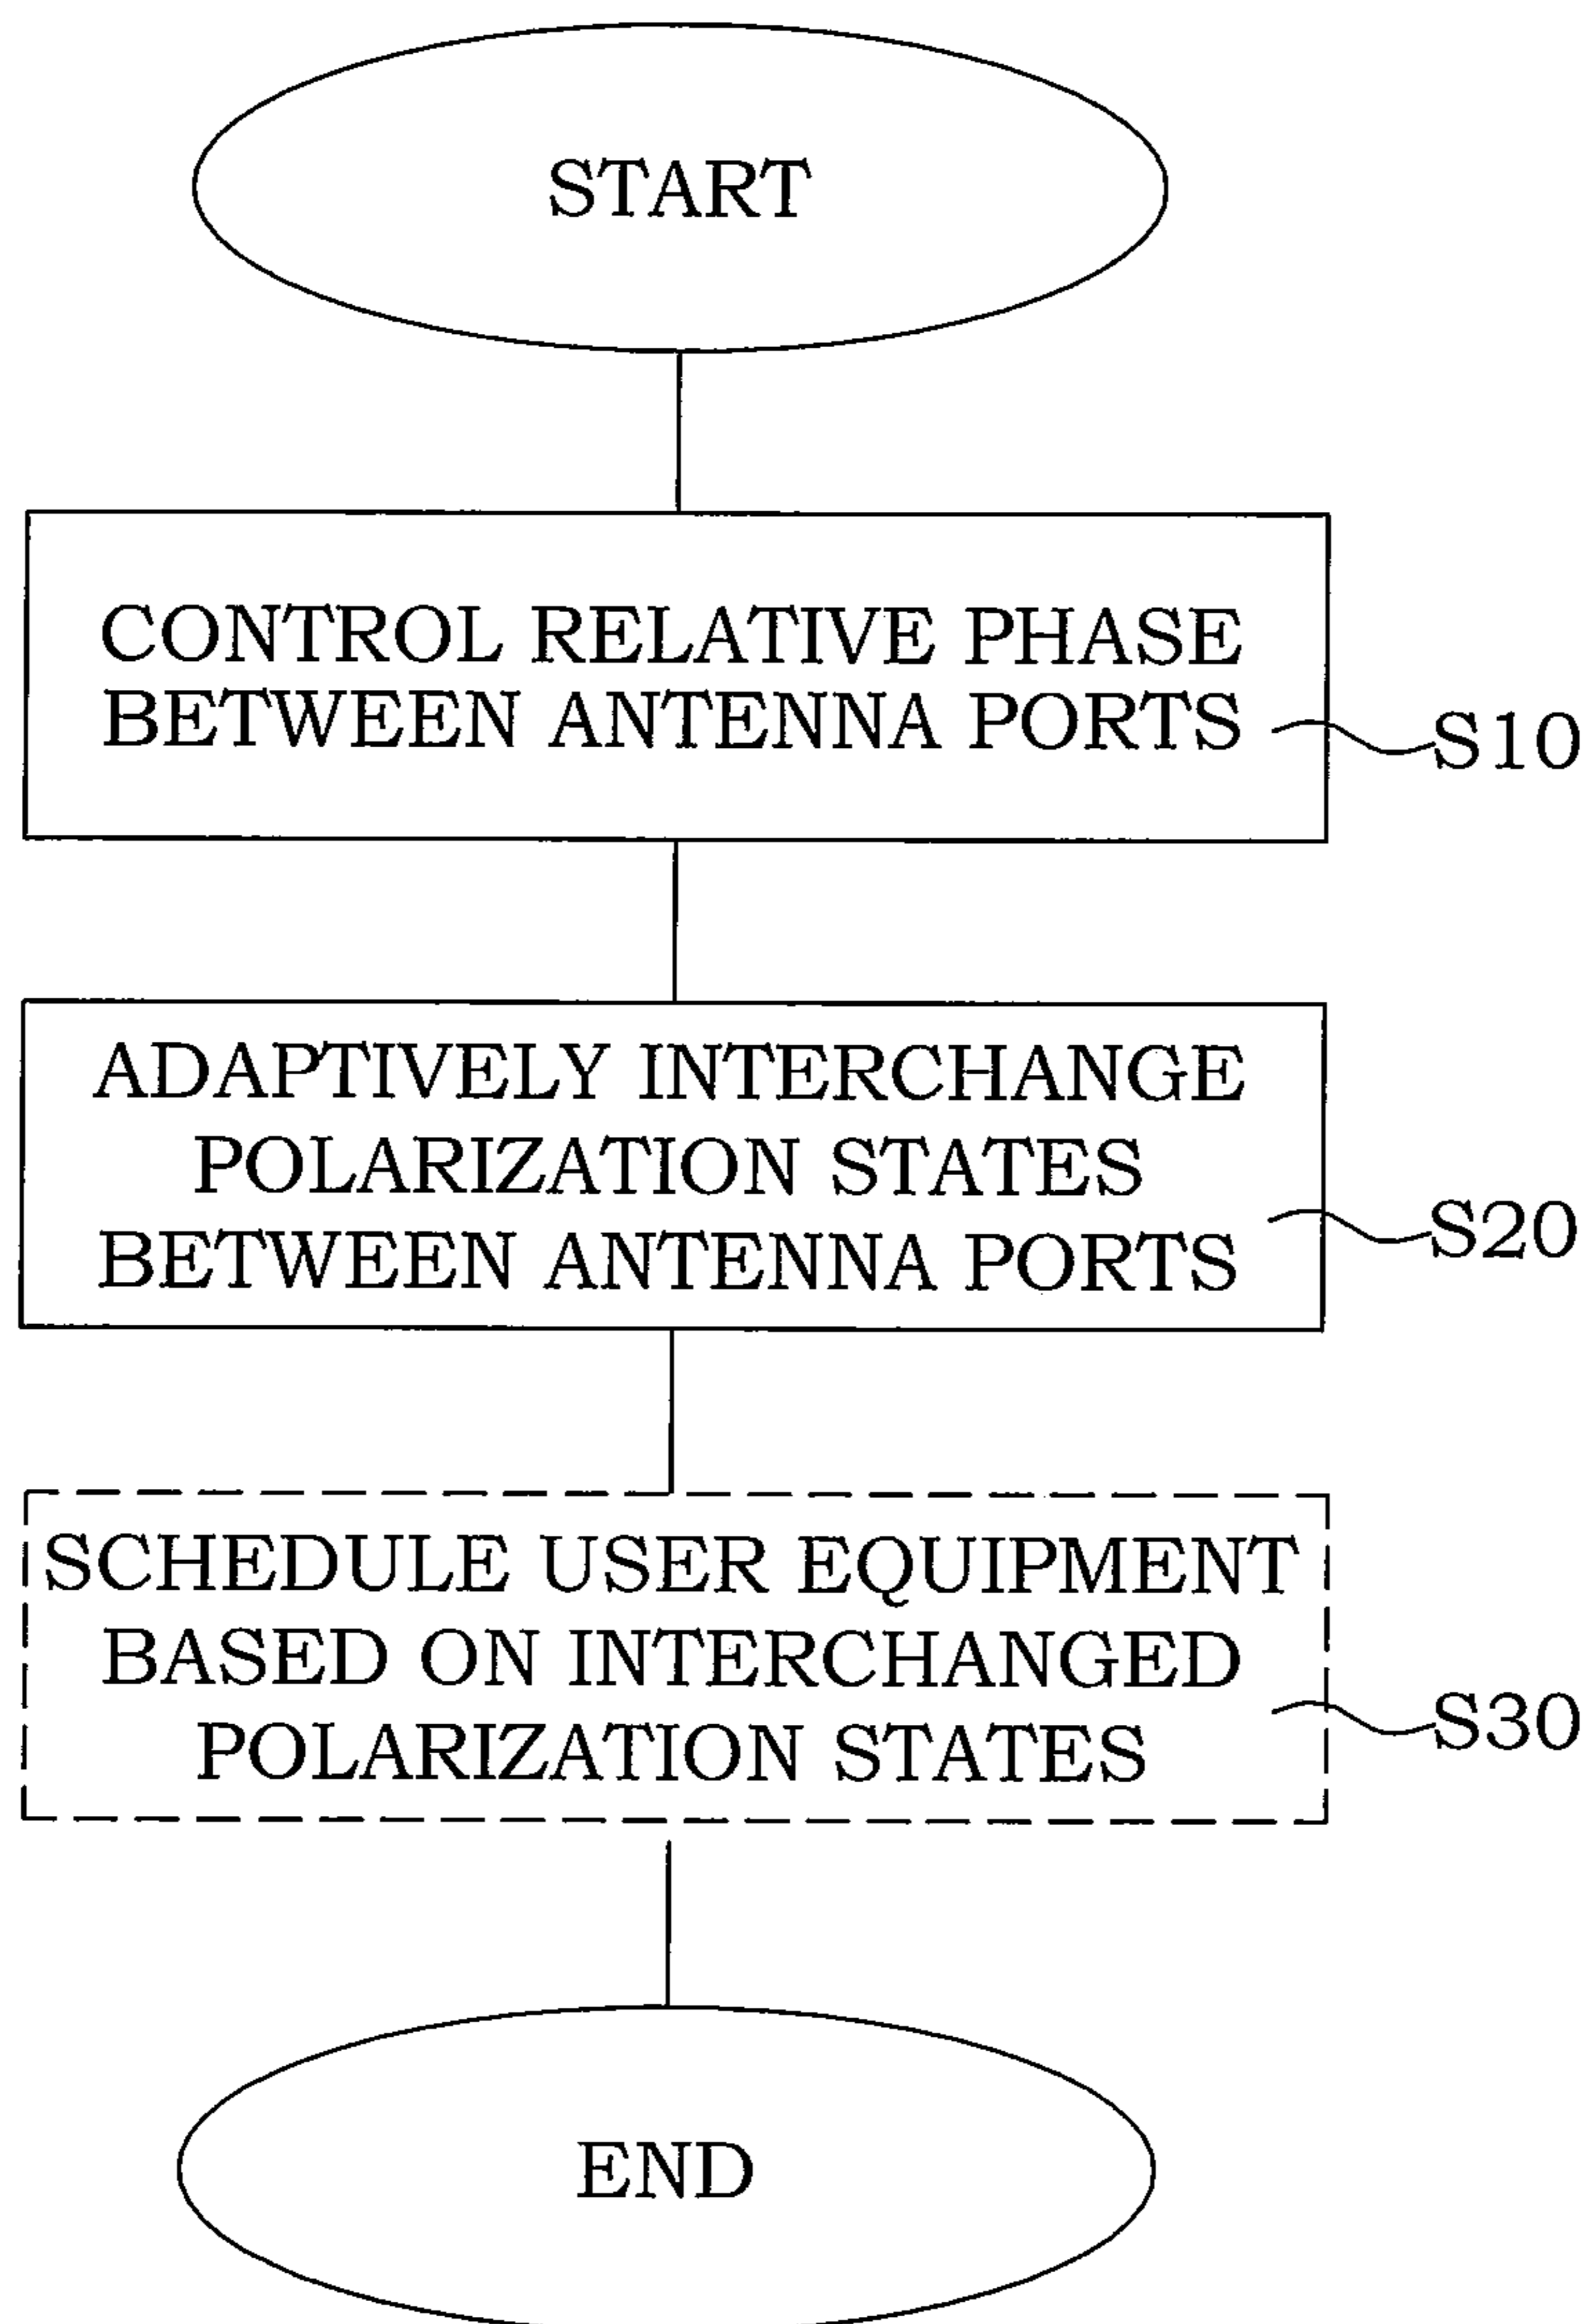 START
CONTROL RELATIVE PHASE
BETWEEN ANTENNA PORTS
S10
ADAPTIVELY INTERCHANGE
POLARIZATION STATES
BETWEEN ANTENNA PORTS
S20
SCHEDULE USER EQUIPMENT
BASED ON INTERCHANGED
POLARIZATION STATES
S30
END